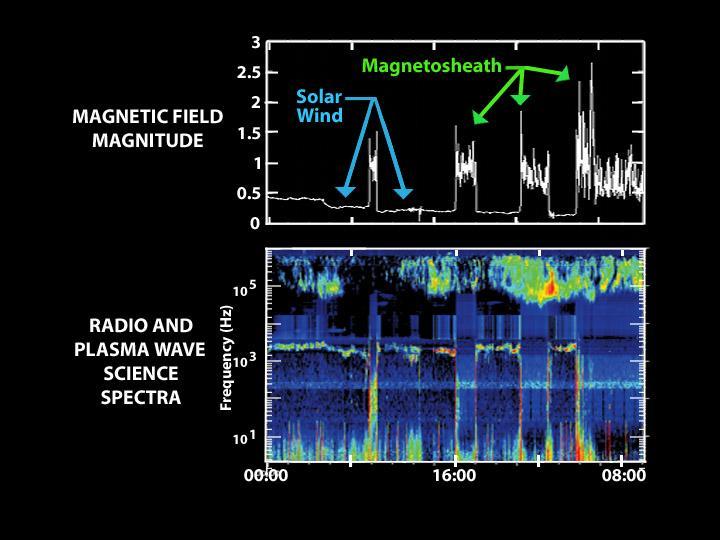 3
2.5
2
1.5
1
0.5
0
MAGNETIC FIELD
MAGNITUDE
Magnetosheath
Solar
Wind
RADIO AND
PLASMA WAVE
SCIENCE
SPECTRA
Frequency (Hz)
10⁵
10³
10¹
00:00
16:00
08:00